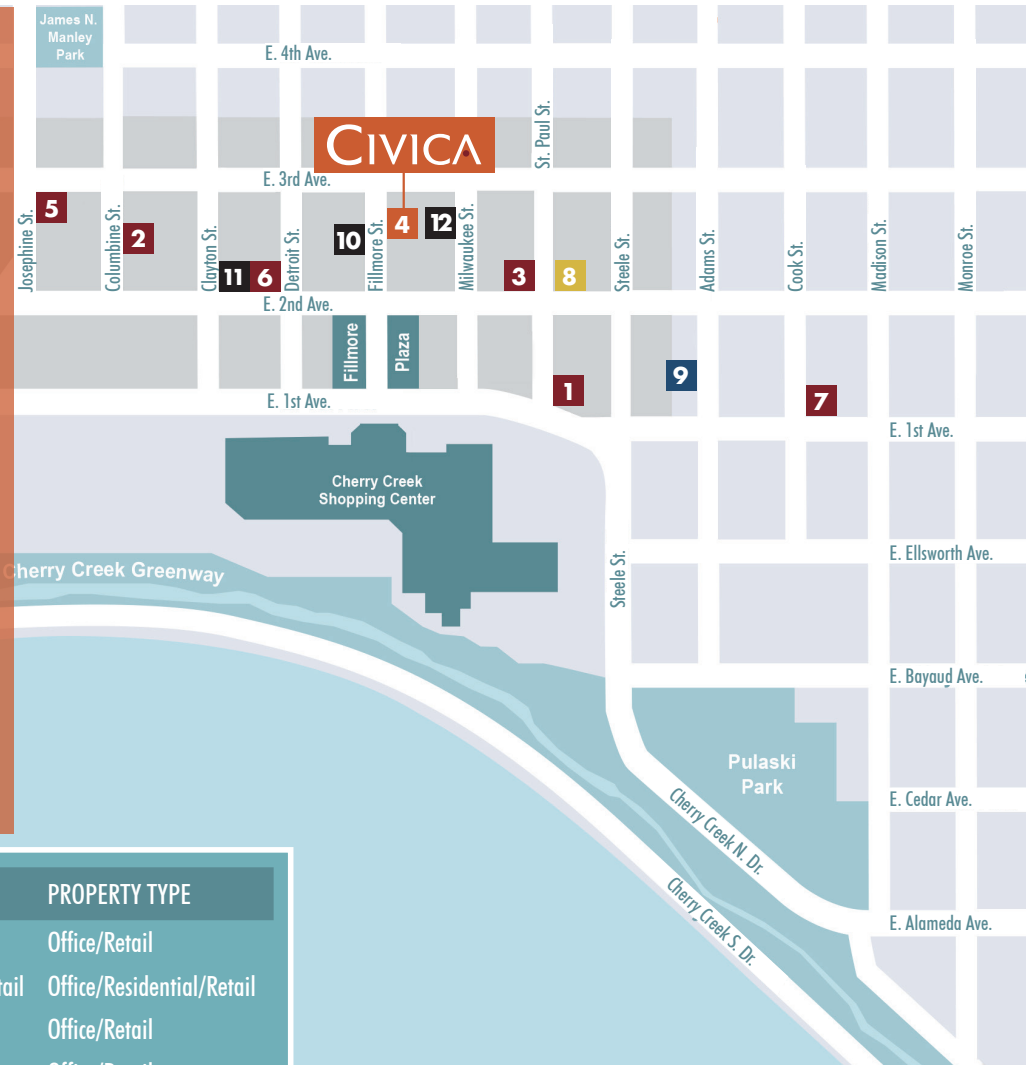 James N.
Manley
Park
E. 4th Ave.
St. Paul St.
CIVICA
E. 3rd Ave.
Josephine St.
5
Columbine St.
2
Clayton St.
11
6
Detroit St.
10
Fillmore St.
4
12
Milwaukee St.
3
8
Steele St.
Adams St.
Cook St.
Madison St.
Monroe St.
E. 2nd Ave.
Fillmore
Plaza
1
9
7
E. 1st Ave.
E. 1st Ave.
Cherry Creek
Shopping Center
E. Ellsworth Ave.
Cherry Creek Greenway
Steele St.
E. Bayaud Ave.
Pulaski
Park
Cherry Creek N. Dr.
E. Cedar Ave.
Cherry Creek S. Dr.
E. Alameda Ave.
PROPERTY TYPE
Office/Retail
tail Office/Residential/Retail
Office/Retail